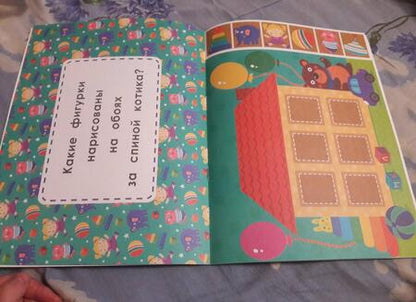 Какие фигурки
нарисованы
на обоях
за спиной котика?